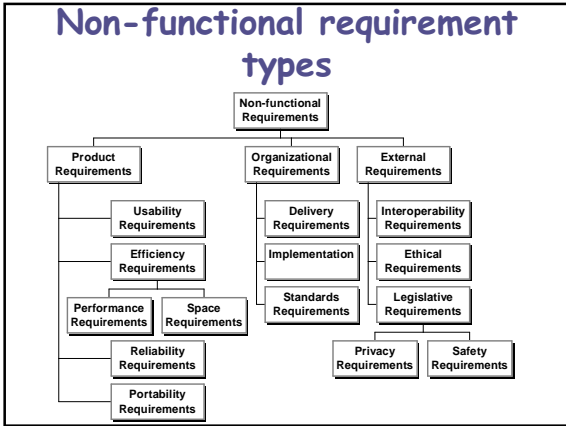 Non-functional requirement
types
Non-functional
Requirements
Product
Requirements
Organizational
Requirements
External
Requirements
Usability
Requirements
Delivery
Requirements
Interoperability
Requirements
Efficiency
Requirements
Implementation
Ethical
Requirements
Performance
Requirements
Space
Requirements
Standards
Requirements
Legislative
Requirements
Reliability
Requirements
Privacy
Requirements
Safety
Requirements
Portability
Requirements